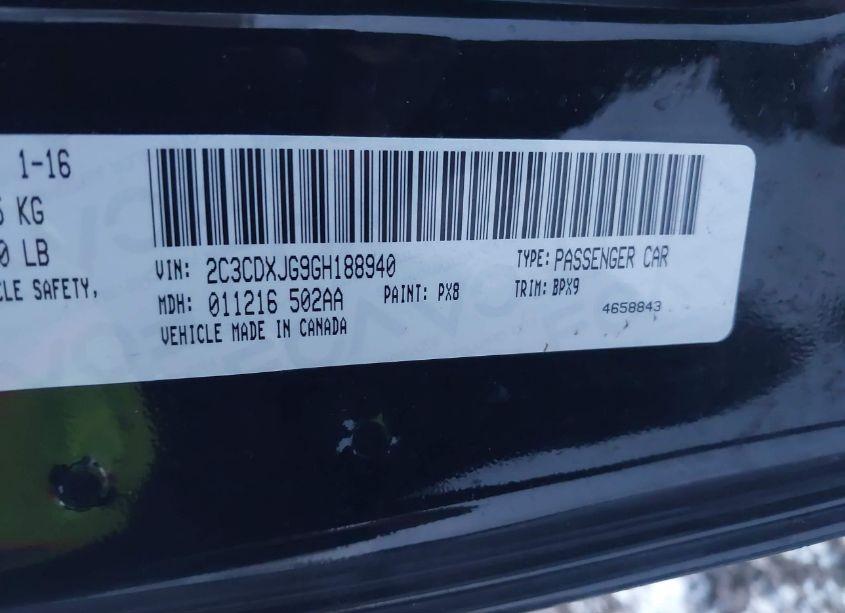 1-16
KG
LB
VIN: 2C3CDXJG9GH188940 TYPE: PASSENGER CAR
SAFETY, MDH: 011216 502AA PAINT: PX8 TRIM: BPX9
VEHICLE MADE IN CANADA 4658843